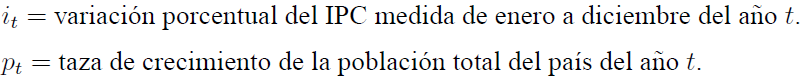 i_t = variación porcentual del IPC medida de enero a diciembre del año t.
p_t = taza de crecimiento de la población total del país del año t.